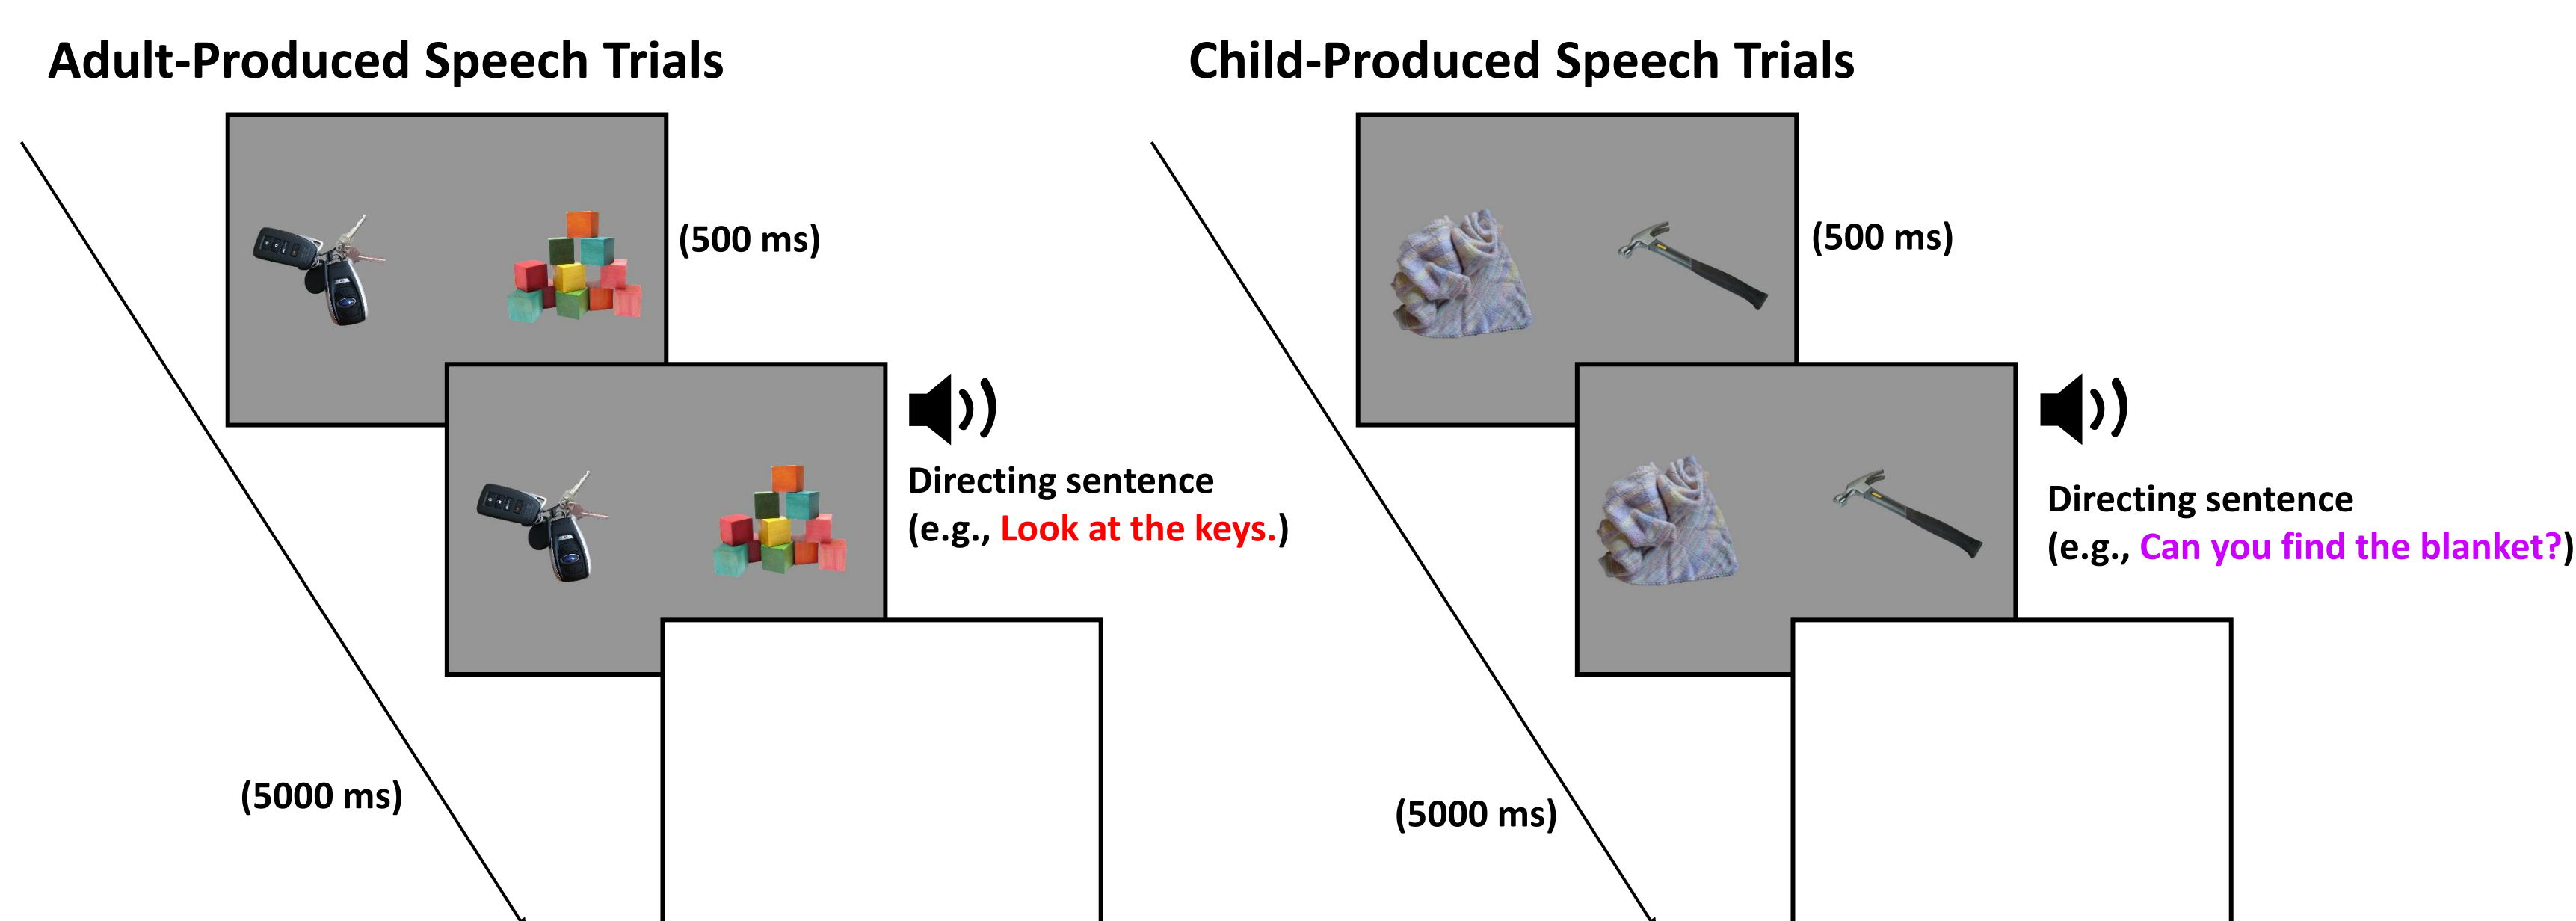 Adult-Produced Speech Trials
(500 ms)
Directing sentence
(e.g., Look at the keys.)
(5000 ms)
Child-Produced Speech Trials
(500 ms)
Directing sentence
(e.g., Can you find the blanket?)
(5000 ms)